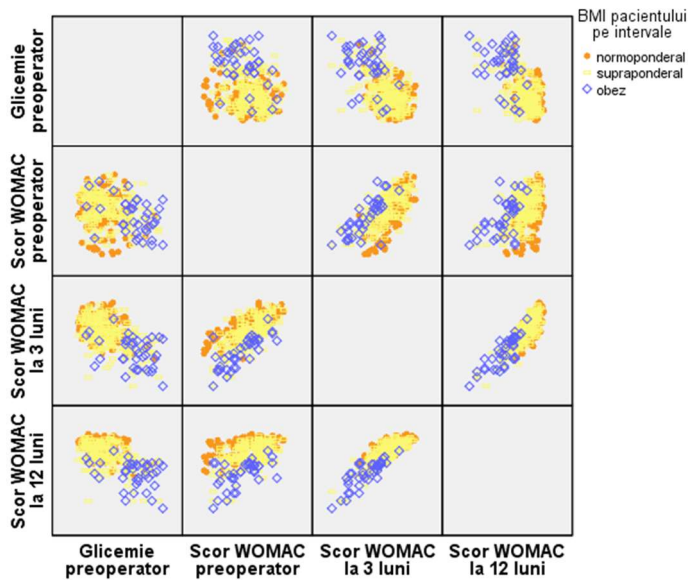 BMI pacientului
pe intervale
normoponderal
supraponderal
obez
Glicemie
preoperator
Scor WOMAC
preoperator
Scor WOMAC
la 3 luni
Scor WOMAC
la 12 luni
Glicemie
preoperator
Scor WOMAC
preoperator
Scor WOMAC
la 3 luni
Scor WOMAC
la 12 luni